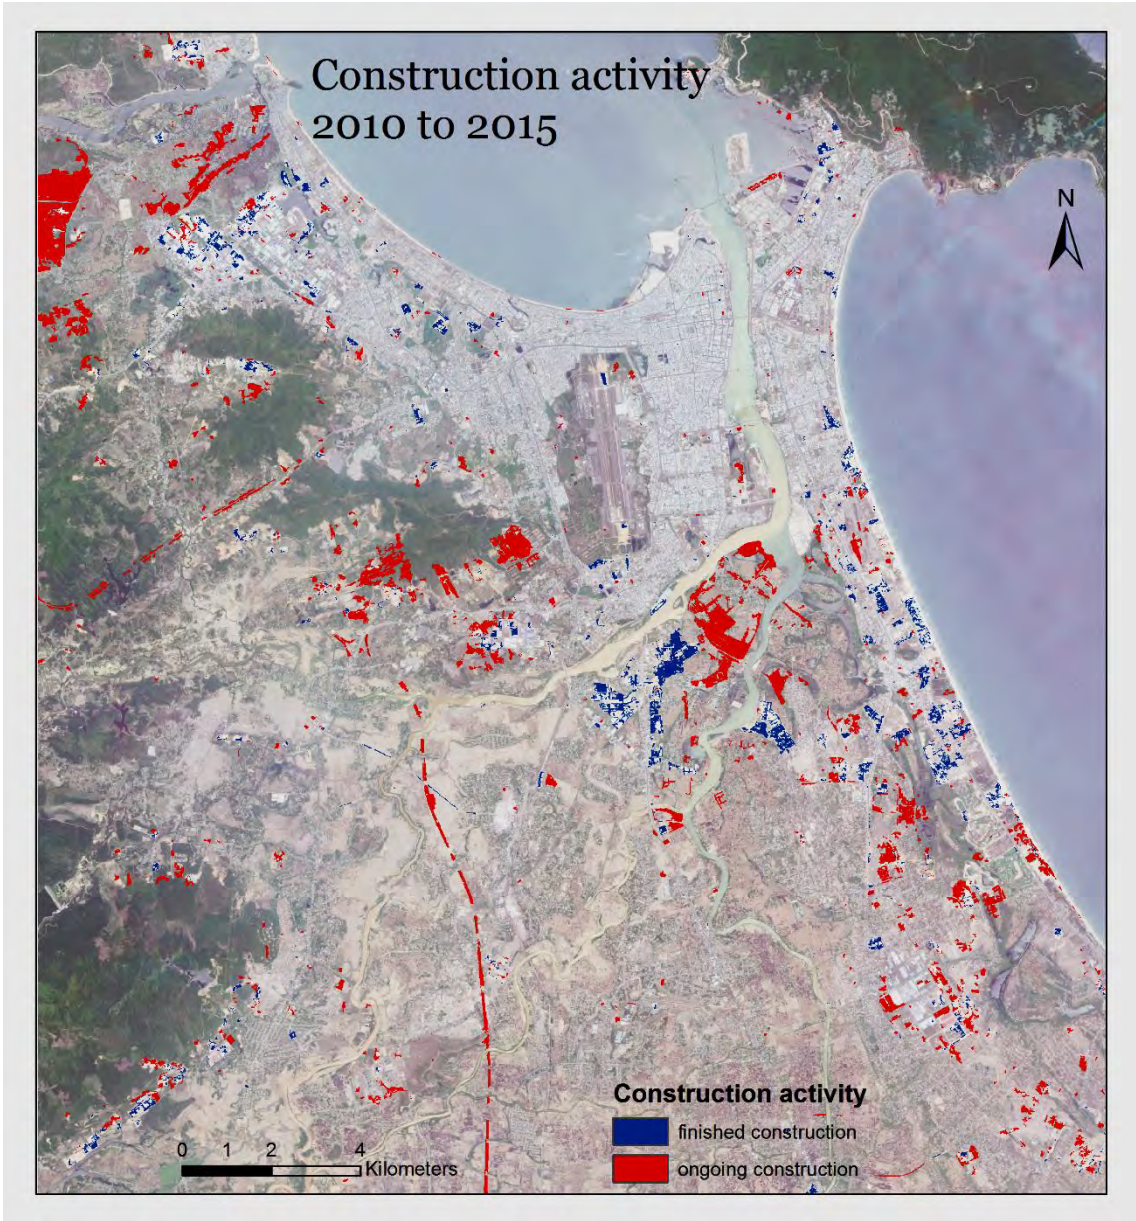 Construction activity
2010 to 2015
N
Construction activity
finished construction
ongoing construction
0 1 2 4
Kilometers